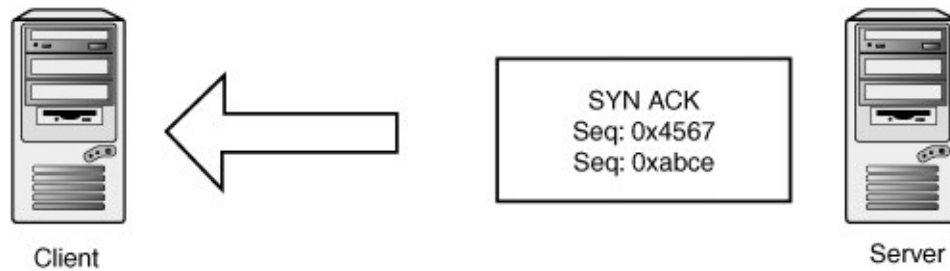 SYN ACK
Seq: 0x4567
Seq: 0xabce
Client
Server